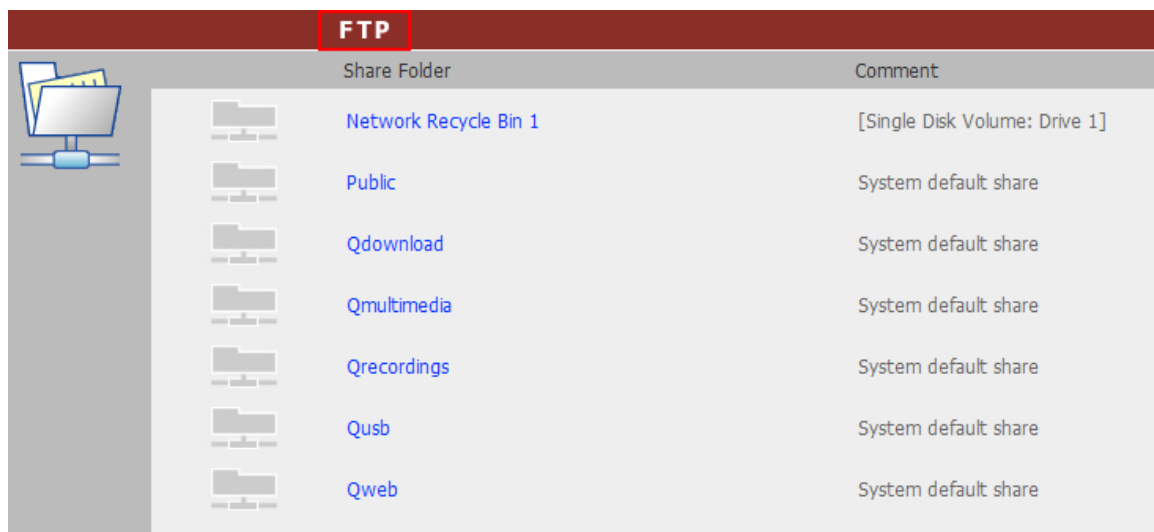 FTP
Share Folder Comment
Network Recycle Bin 1 [Single Disk Volume: Drive 1]
Public System default share
Qdownload System default share
Qmultimedia System default share
Qrecordings System default share
Qusb System default share
Qweb System default share